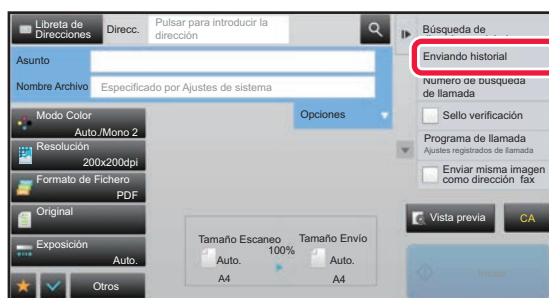 Libreta de
Direcciones
Direcc.
Pulsar para introducir la
dirección
Asunto
Nombre Archivo
Especificado por Ajustes de sistema
Modo Color
Auto./Mono 2
Resolución
200x200dpi
Formato de Fichero
PDF
Original
Exposición
Auto.
Otros
Opciones
Tamaño Escaneo
100%
Tamaño Envío
Auto.
A4
Auto.
A4
Búsqueda de
Enviando historial
Número de búsqueda
de llamada
Sello verificación
Programa de llamada
Ajustes registrados de llamada
Enviar misma imagen
como dirección fax
Vista previa
CA
Iniciar